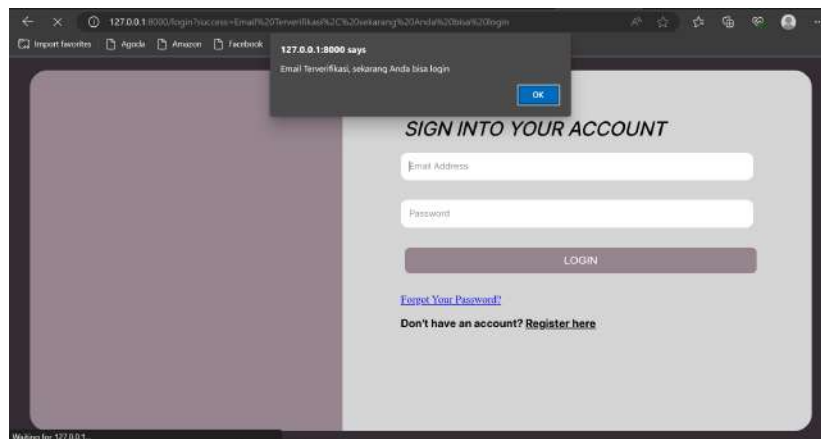 127.0.0.1:8000/login?success=Email%20Terverifikasi%2C%20sekarang%20Anda%20bisa%20login
Import favorites Agoda Amazon Facebook
127.0.0.1:8000 says
Email Terverifikasi, sekarang Anda bisa login
OK
SIGN INTO YOUR ACCOUNT
Email Address
Password
LOGIN
Forgot Your Password?
Don't have an account? Register here
Waiting for 127.0.0.1...